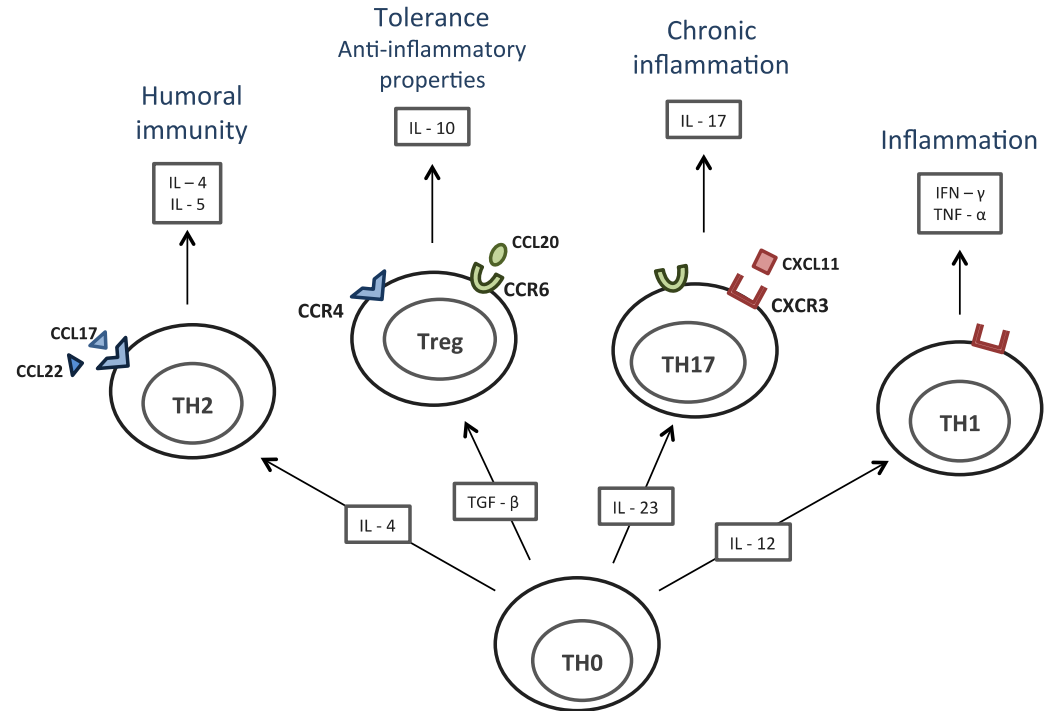 Tolerance
Anti-inflammatory
properties
Chronic
inflammation
Humoral
immunity
Inflammation
IL - 10
IL - 17
IL – 4
IL - 5
IFN – γ
TNF - α
CCL20
CCR6
CCR4
Treg
CXCL11
CXCR3
TH17
CCL17
CCL22
TH2
TH1
IL - 4
TGF - β
IL - 23
IL - 12
TH0